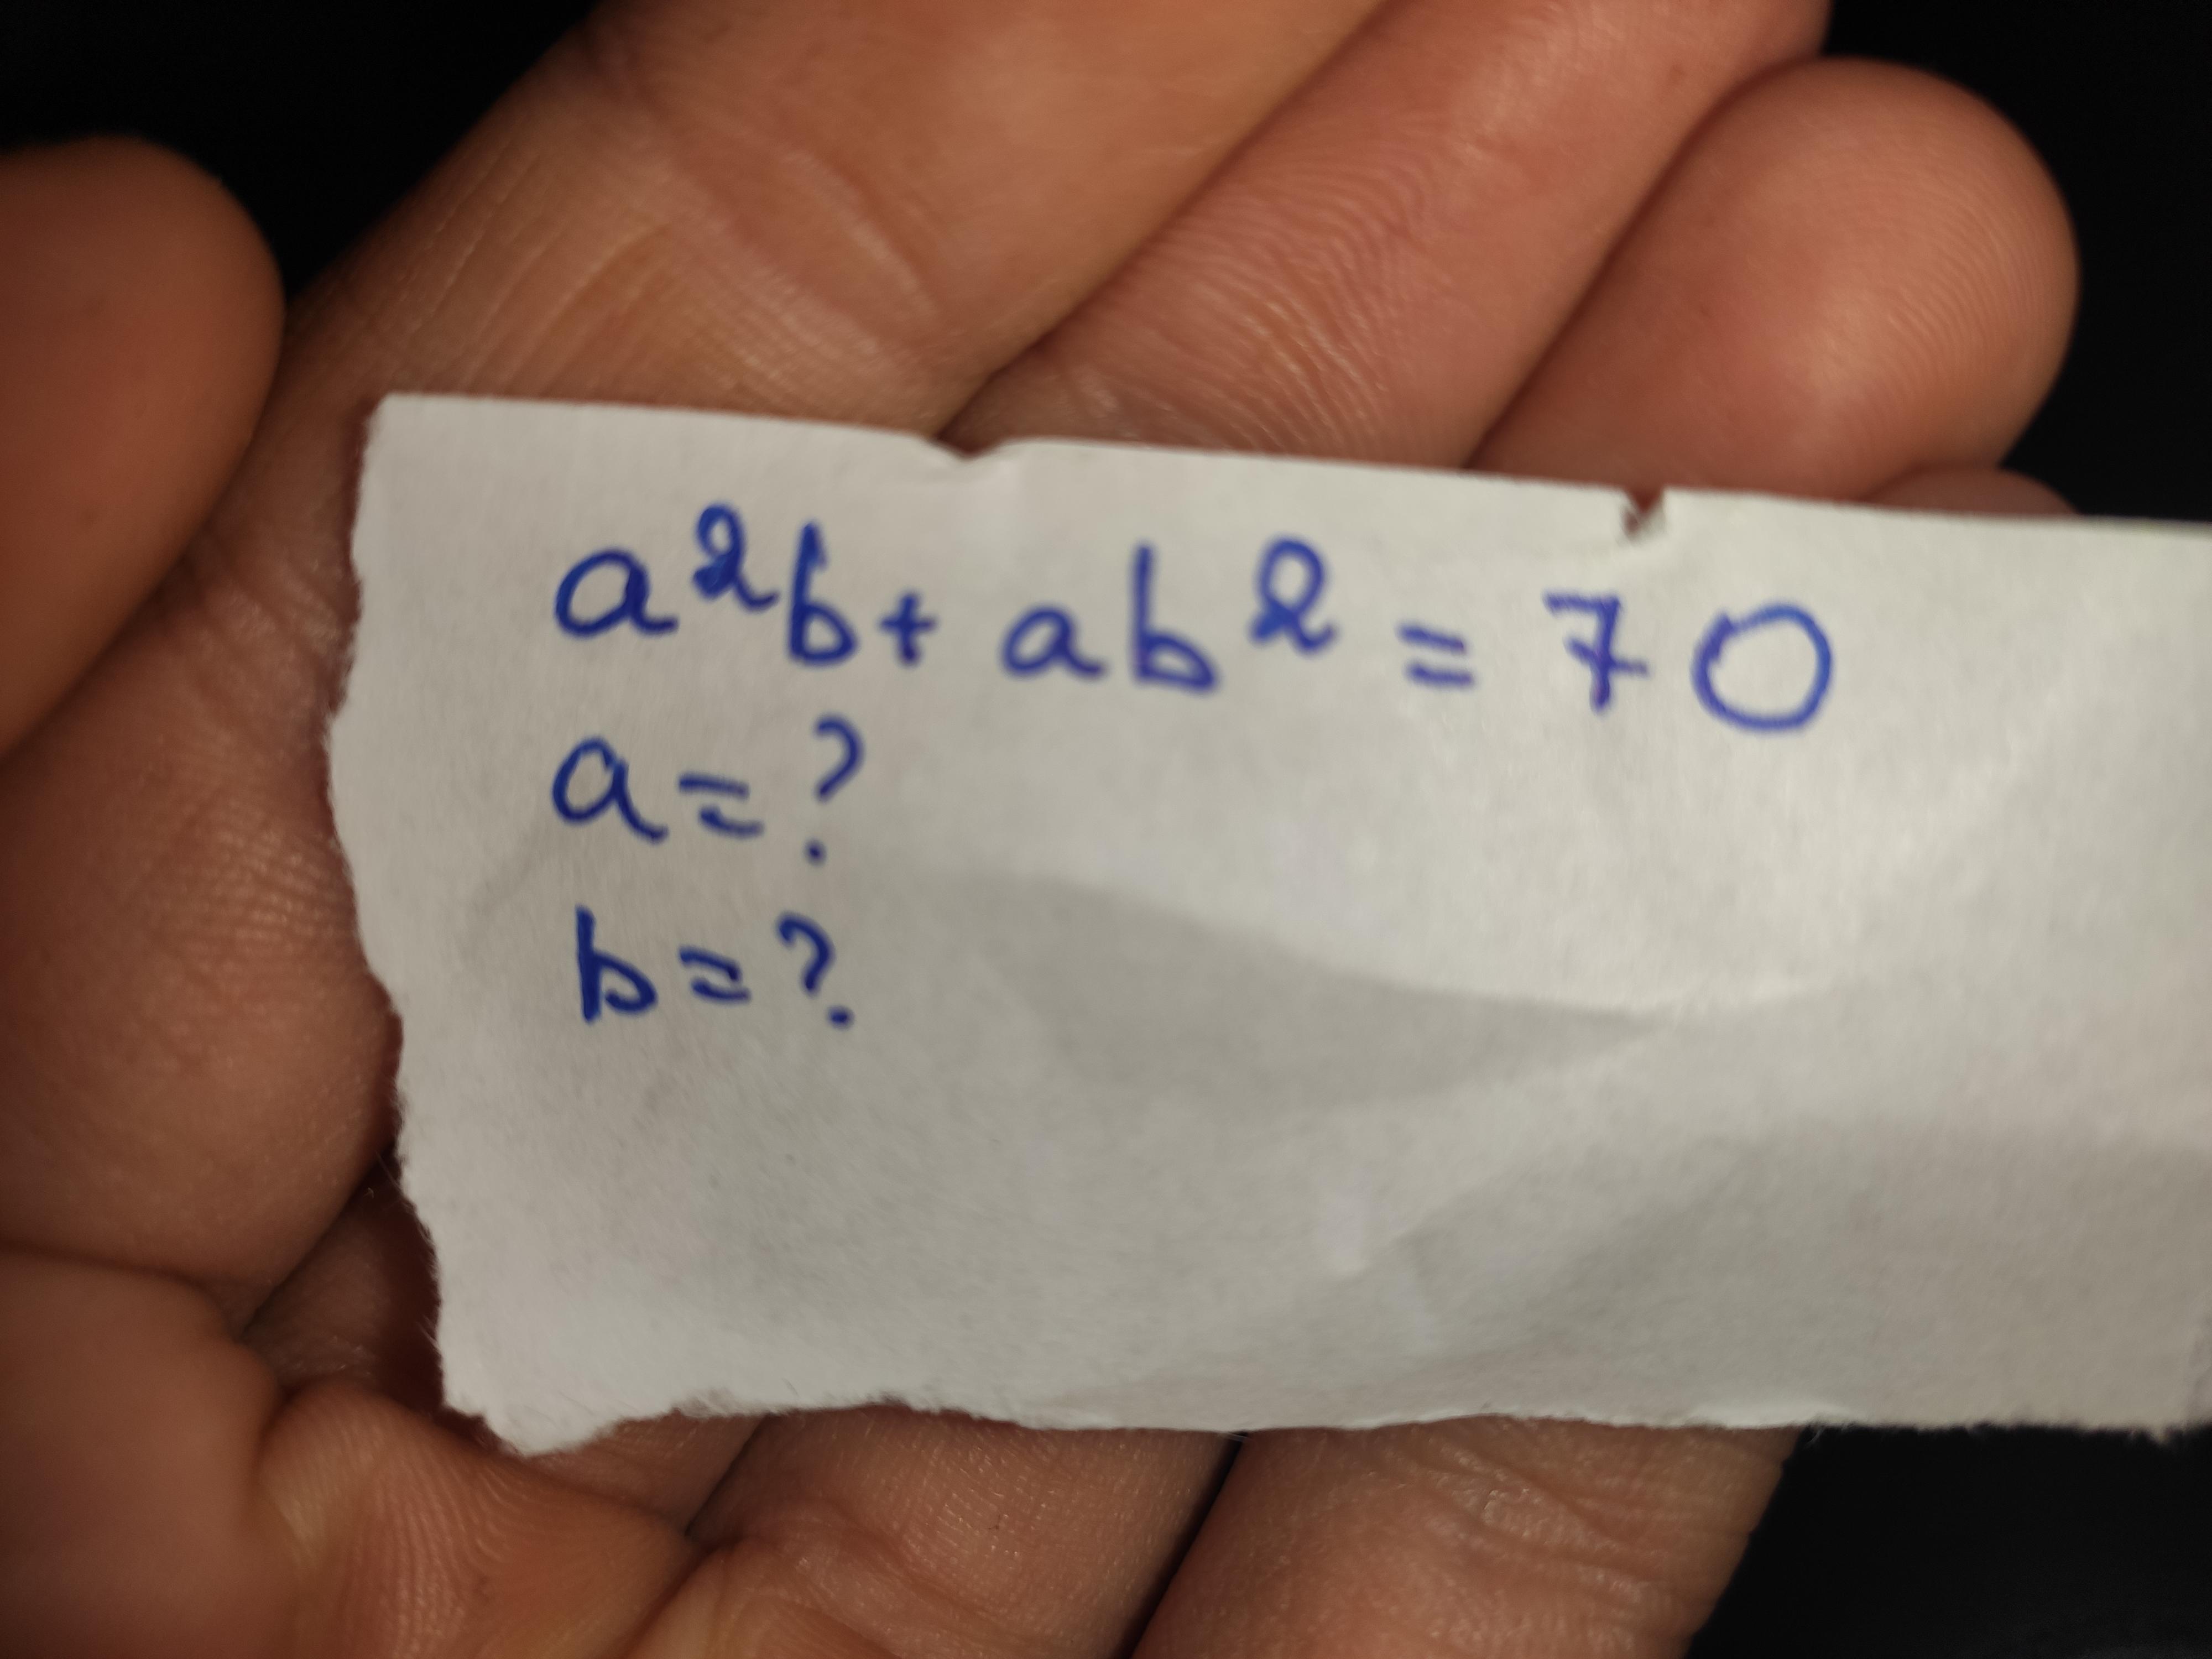 a²b + ab² = 70
a = ?
b = ?